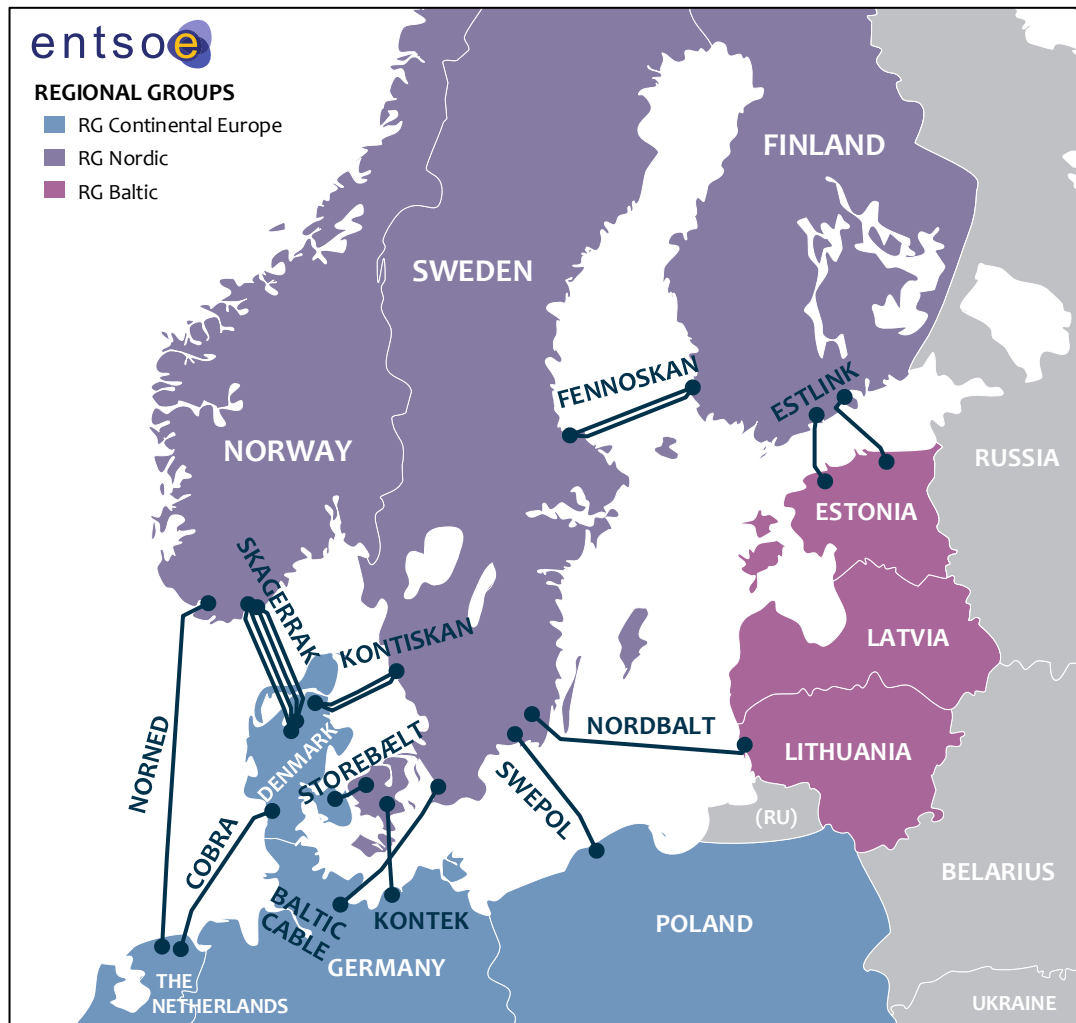 entsoe
REGIONAL GROUPS
RG Continental Europe
RG Nordic
RG Baltic
FINLAND
SWEDEN
FENNOSKAN
ESTLINK
NORWAY
RUSSIA
ESTONIA
SKAGERRAK
KONTISKAN
LATVIA
NORDBALT
LITHUANIA
NORNED
DENMARK
STOREBÆLT
SWEPOL
(RU)
COBRA
BELARIUS
BALTIC
CABLE
KONTEK
POLAND
GERMANY
THE
NETHERLANDS
UKRAINE